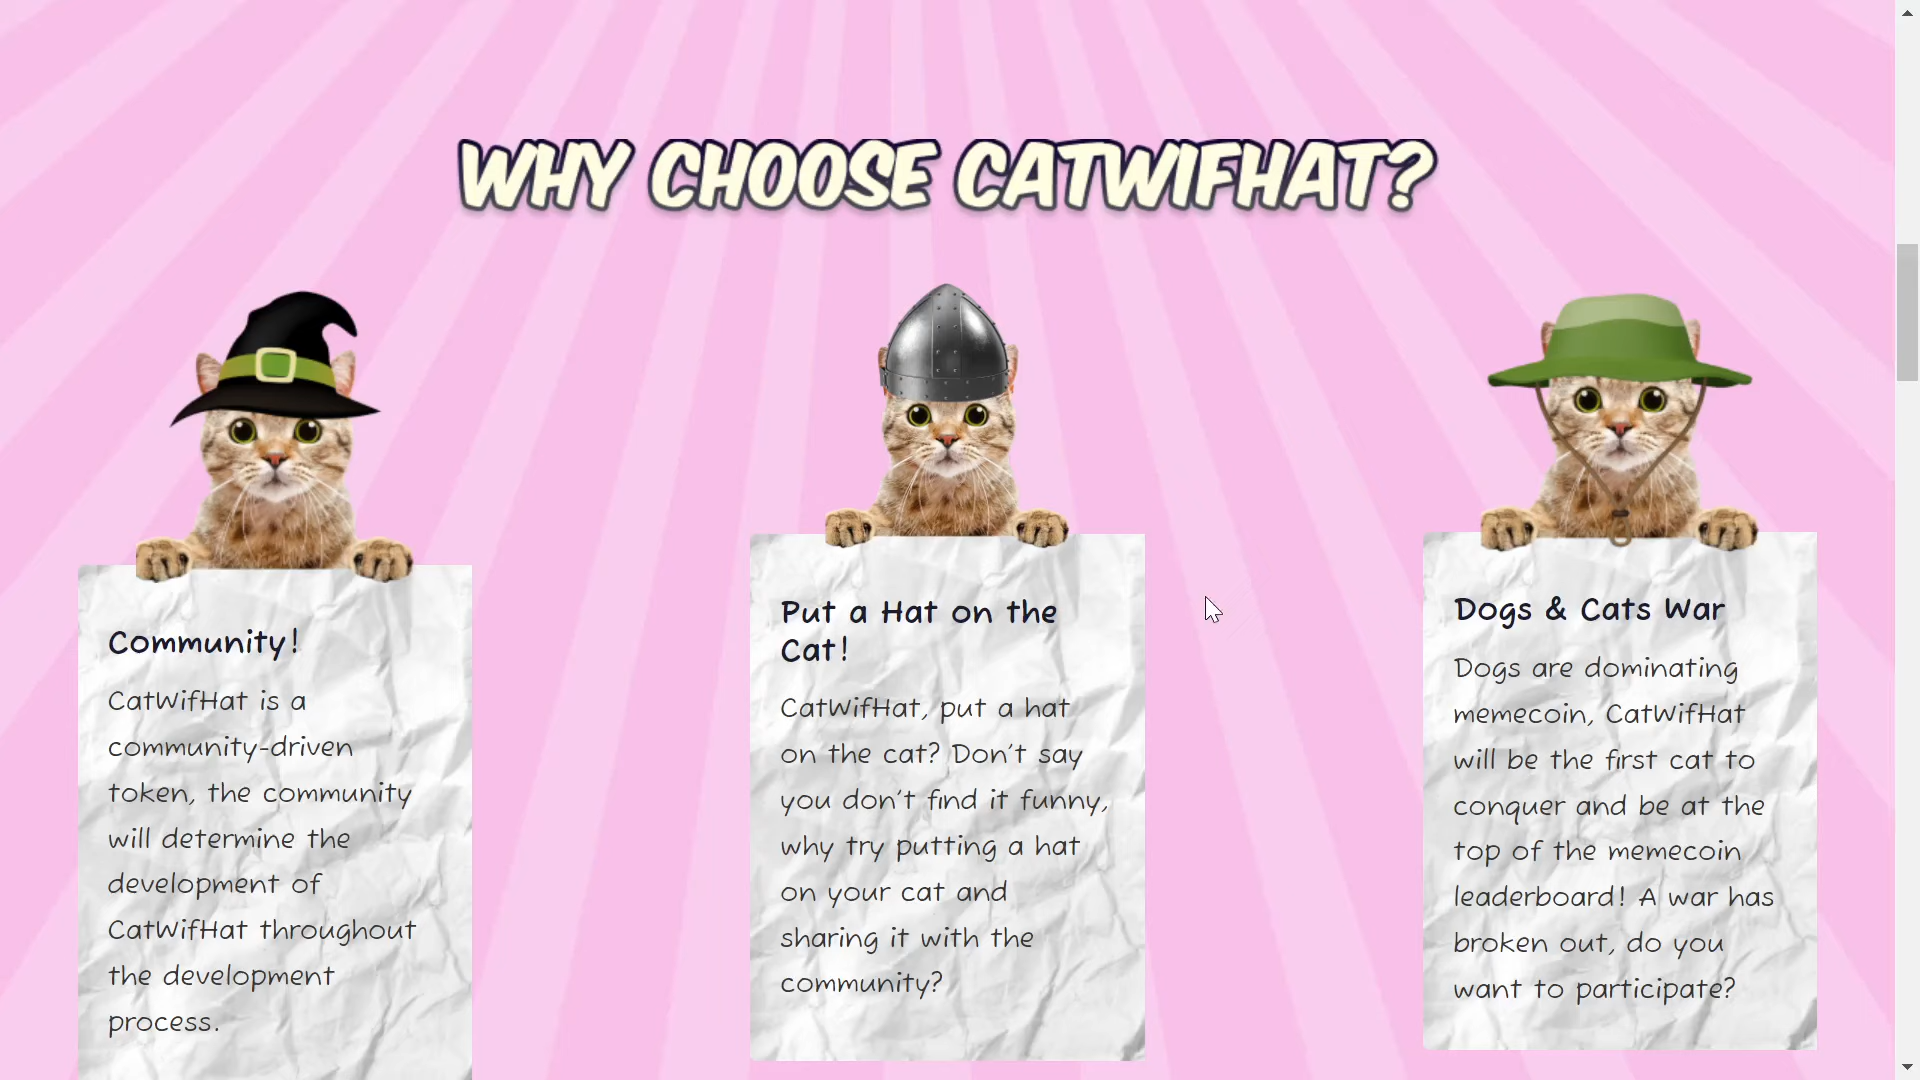 WHY CHOOSE CATWIFHAT?
Community!
CatWifHat is a
community-driven
token, the community
will determine the
development of
CatWifHat throughout
the development
process.
Put a Hat on the
Cat!
CatWifHat, put a hat
on the cat? Don't say
you don't find it funny,
why try putting a hat
on your cat and
sharing it with the
community?
Dogs & Cats War
Dogs are dominating
memecoin, CatWifHat
will be the first cat to
conquer and be at the
top of the memecoin
leaderboard! A war has
broken out, do you
want to participate?